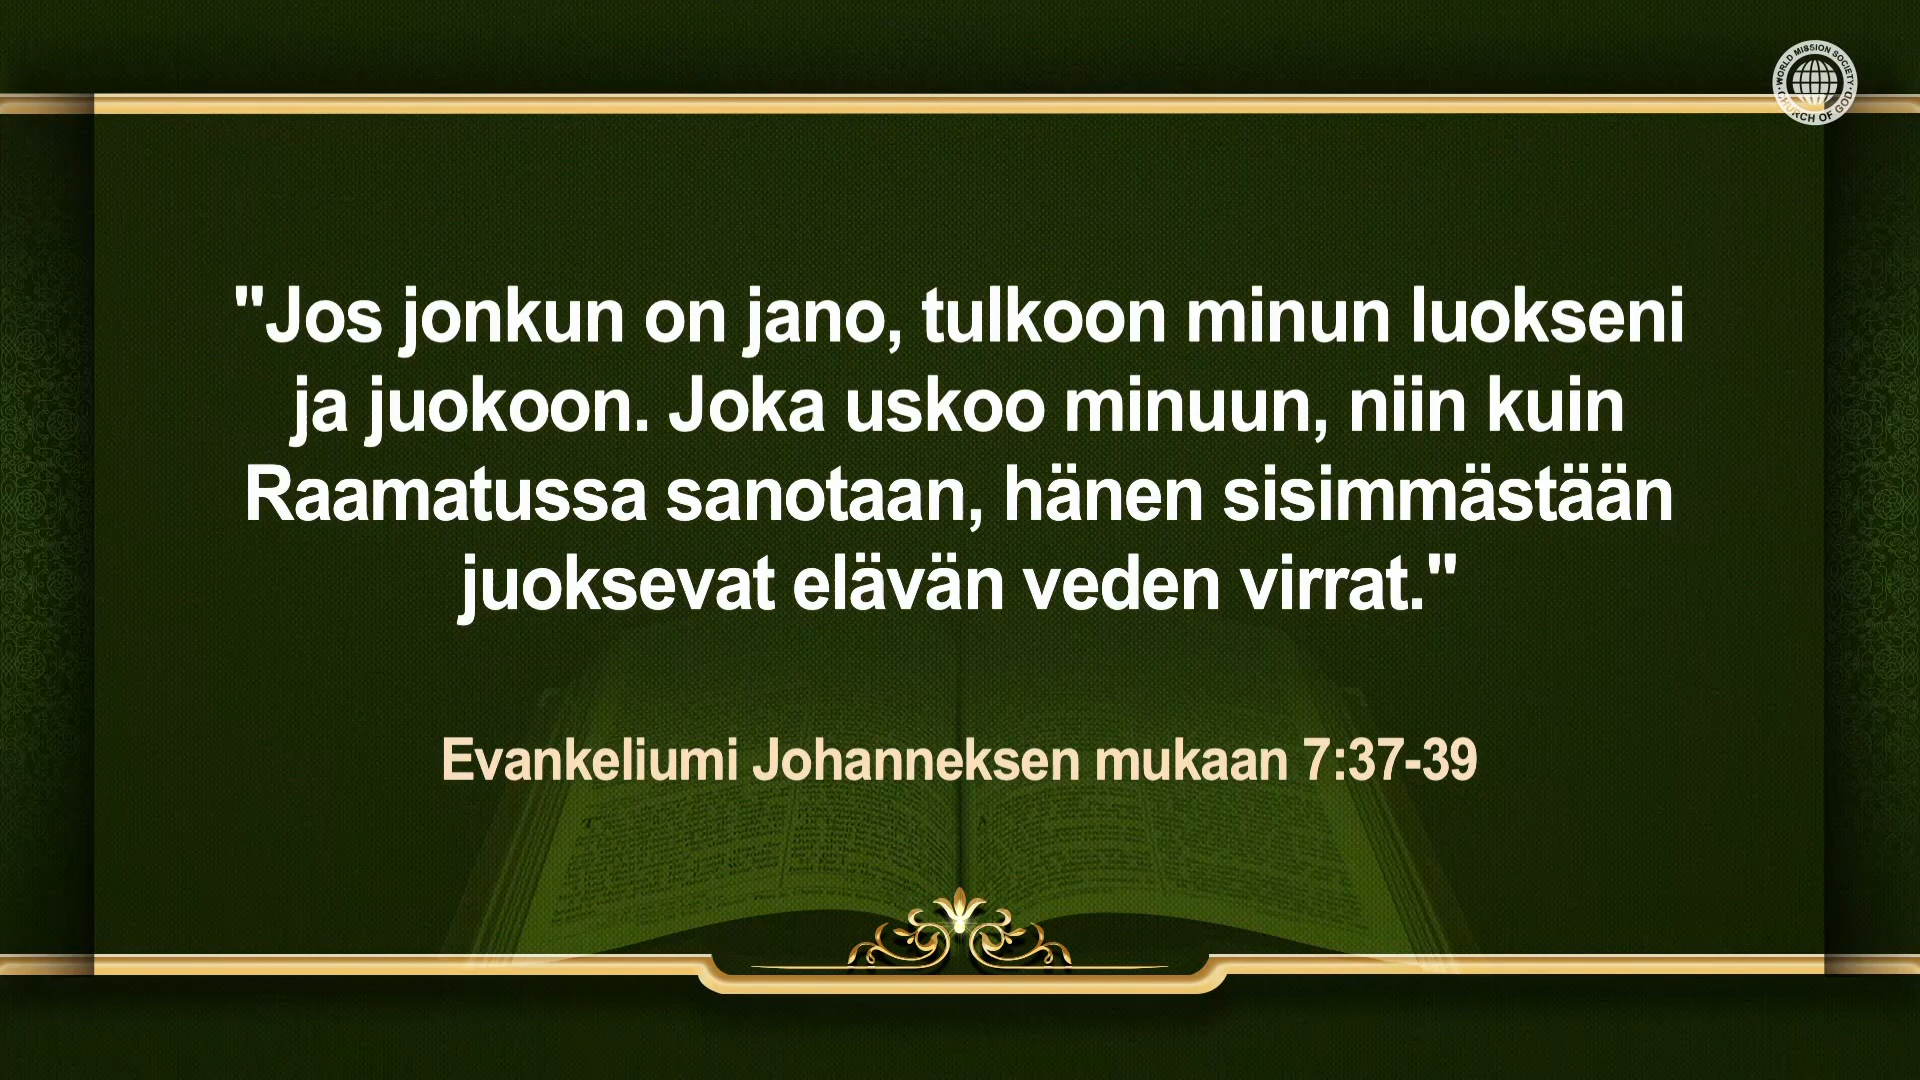 WORLD MISSION SOCIETY
CHURCH OF GOD
"Jos jonkun on jano, tulkoon minun luokseni
ja juokoon. Joka uskoo minuun, niin kuin
Raamatussa sanotaan, hänen sisimmästään
juoksevat elävän veden virrat."
Evankeliumi Johanneksen mukaan 7:37-39